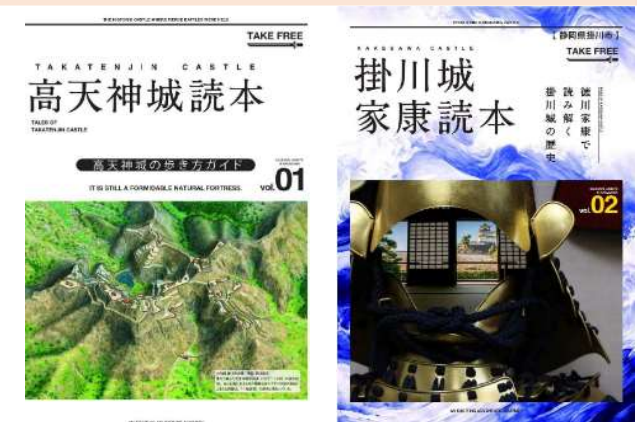 TAKE FREE
TAKATENJIN CASTLE
高天神城読本
TALES OF
TAKATENJIN CASTLE
高天神城の歩き方ガイド
IT IS STILL A FORMIDABLE NATURAL FORTRESS.
vol.01
【静岡県掛川市】
TAKE FREE
KAKEGAWA CASTLE
掛川城
家康読本
徳川家康で
読み解く
掛川城の歴史
vol.02